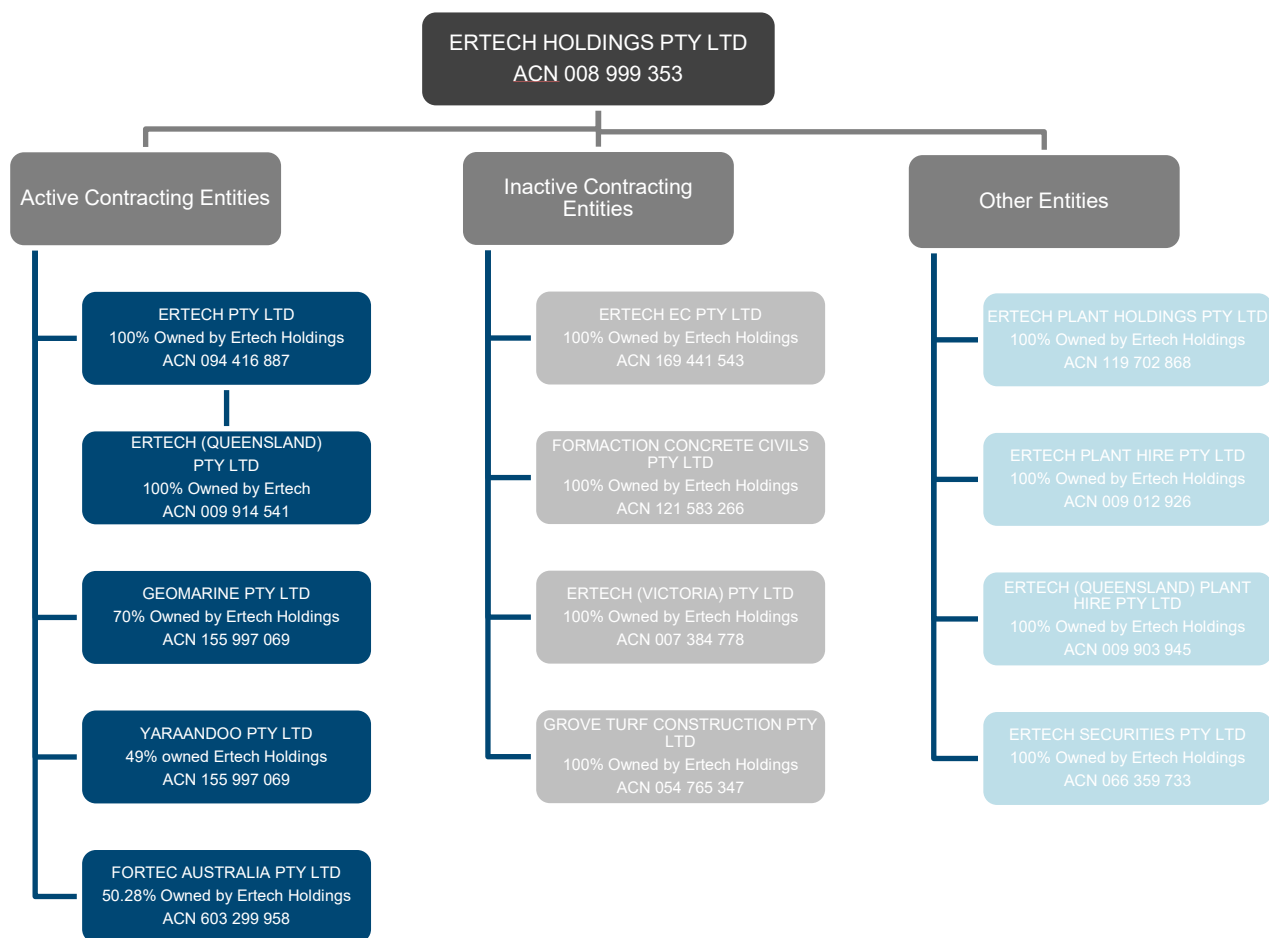 ERTECH HOLDINGS PTY LTD
ACN 008 999 353
Active Contracting Entities
ERTECH PTY LTD
100% Owned by Ertech Holdings
ACN 094 416 887
ERTECH (QUEENSLAND)
PTY LTD
100% Owned by Ertech
ACN 009 914 541
GEOMARINE PTY LTD
70% Owned by Ertech Holdings
ACN 155 997 069
YARAANDOO PTY LTD
49% owned Ertech Holdings
ACN 155 997 069
FORTEC AUSTRALIA PTY LTD
50.28% Owned by Ertech Holdings
ACN 603 299 958
Inactive Contracting
Entities
ERTECH EC PTY LTD
100% Owned by Ertech Holdings
ACN 169 441 543
FORMACTION CONCRETE CIVILS
PTY LTD
100% Owned by Ertech Holdings
ACN 121 583 266
ERTECH (VICTORIA) PTY LTD
100% Owned by Ertech Holdings
ACN 007 384 778
GROVE TURF CONSTRUCTION PTY
LTD
100% Owned by Ertech Holdings
ACN 054 765 347
Other Entities
ERTECH PLANT HOLDINGS PTY LTD
100% Owned by Ertech Holdings
ACN 119 702 868
ERTECH PLANT HIRE PTY LTD
100% Owned by Ertech Holdings
ACN 009 012 926
ERTECH (QUEENSLAND) PLANT
HIRE PTY LTD
100% Owned by Ertech Holdings
ACN 009 903 945
ERTECH SECURITIES PTY LTD
100% Owned by Ertech Holdings
ACN 066 359 733